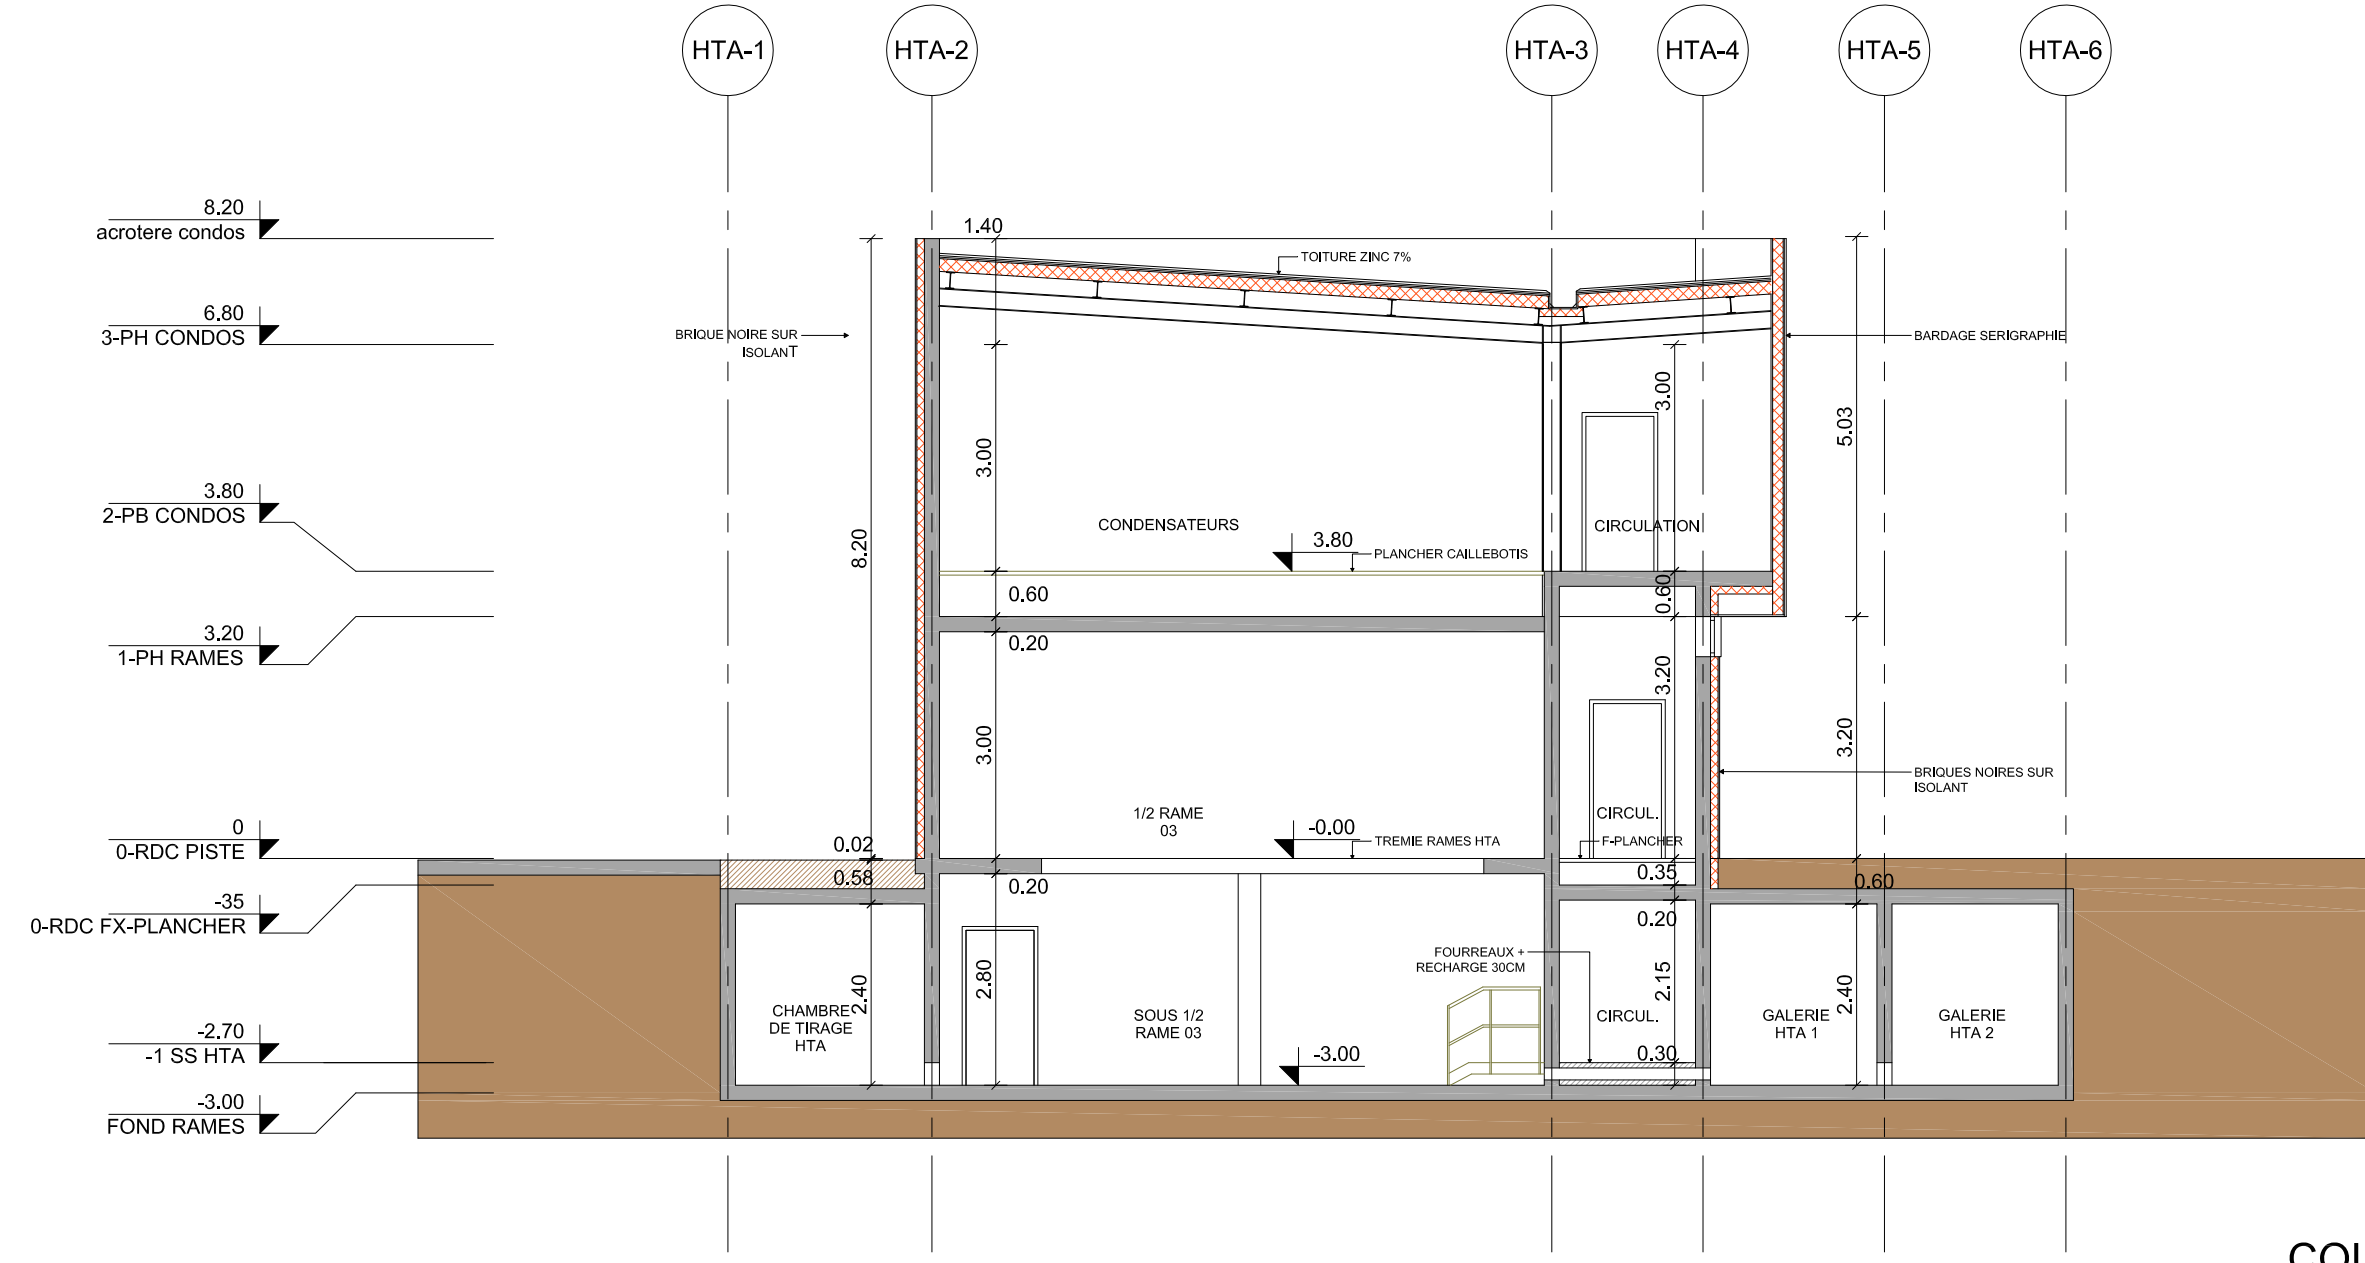 HTA-1
HTA-2
HTA-3
HTA-4
HTA-5
HTA-6
8.20
acrotere condos
6.80
3-PH CONDOS
3.80
2-PB CONDOS
3.20
1-PH RAMES
0
0-RDC PISTE
-35
0-RDC FX-PLANCHER
-2.70
-1 SS HTA
-3.00
FOND RAMES
1.40
TOITURE ZINC 7%
BRIQUE NOIRE SUR
ISOLANT
BARDAGE SERIGRAPHIE
3.00
3.00
5.03
8.20
CONDENSATEURS
CIRCULATION
3.80
PLANCHER CAILLEBOTIS
0.60
0.60
0.20
3.20
3.00
3.20
BRIQUES NOIRES SUR
ISOLANT
1/2 RAME
03
CIRCUL.
-0.00
TREMIE RAMES HTA
F-PLANCHER
0.02
0.58
0.20
0.35
0.60
0.20
FOURREAUX +
RECHARGE 30CM
2.40
2.80
2.15
2.40
CHAMBRE
DE TIRAGE
HTA
SOUS 1/2
RAME 03
CIRCUL.
GALERIE
HTA 1
GALERIE
HTA 2
-3.00
0.30